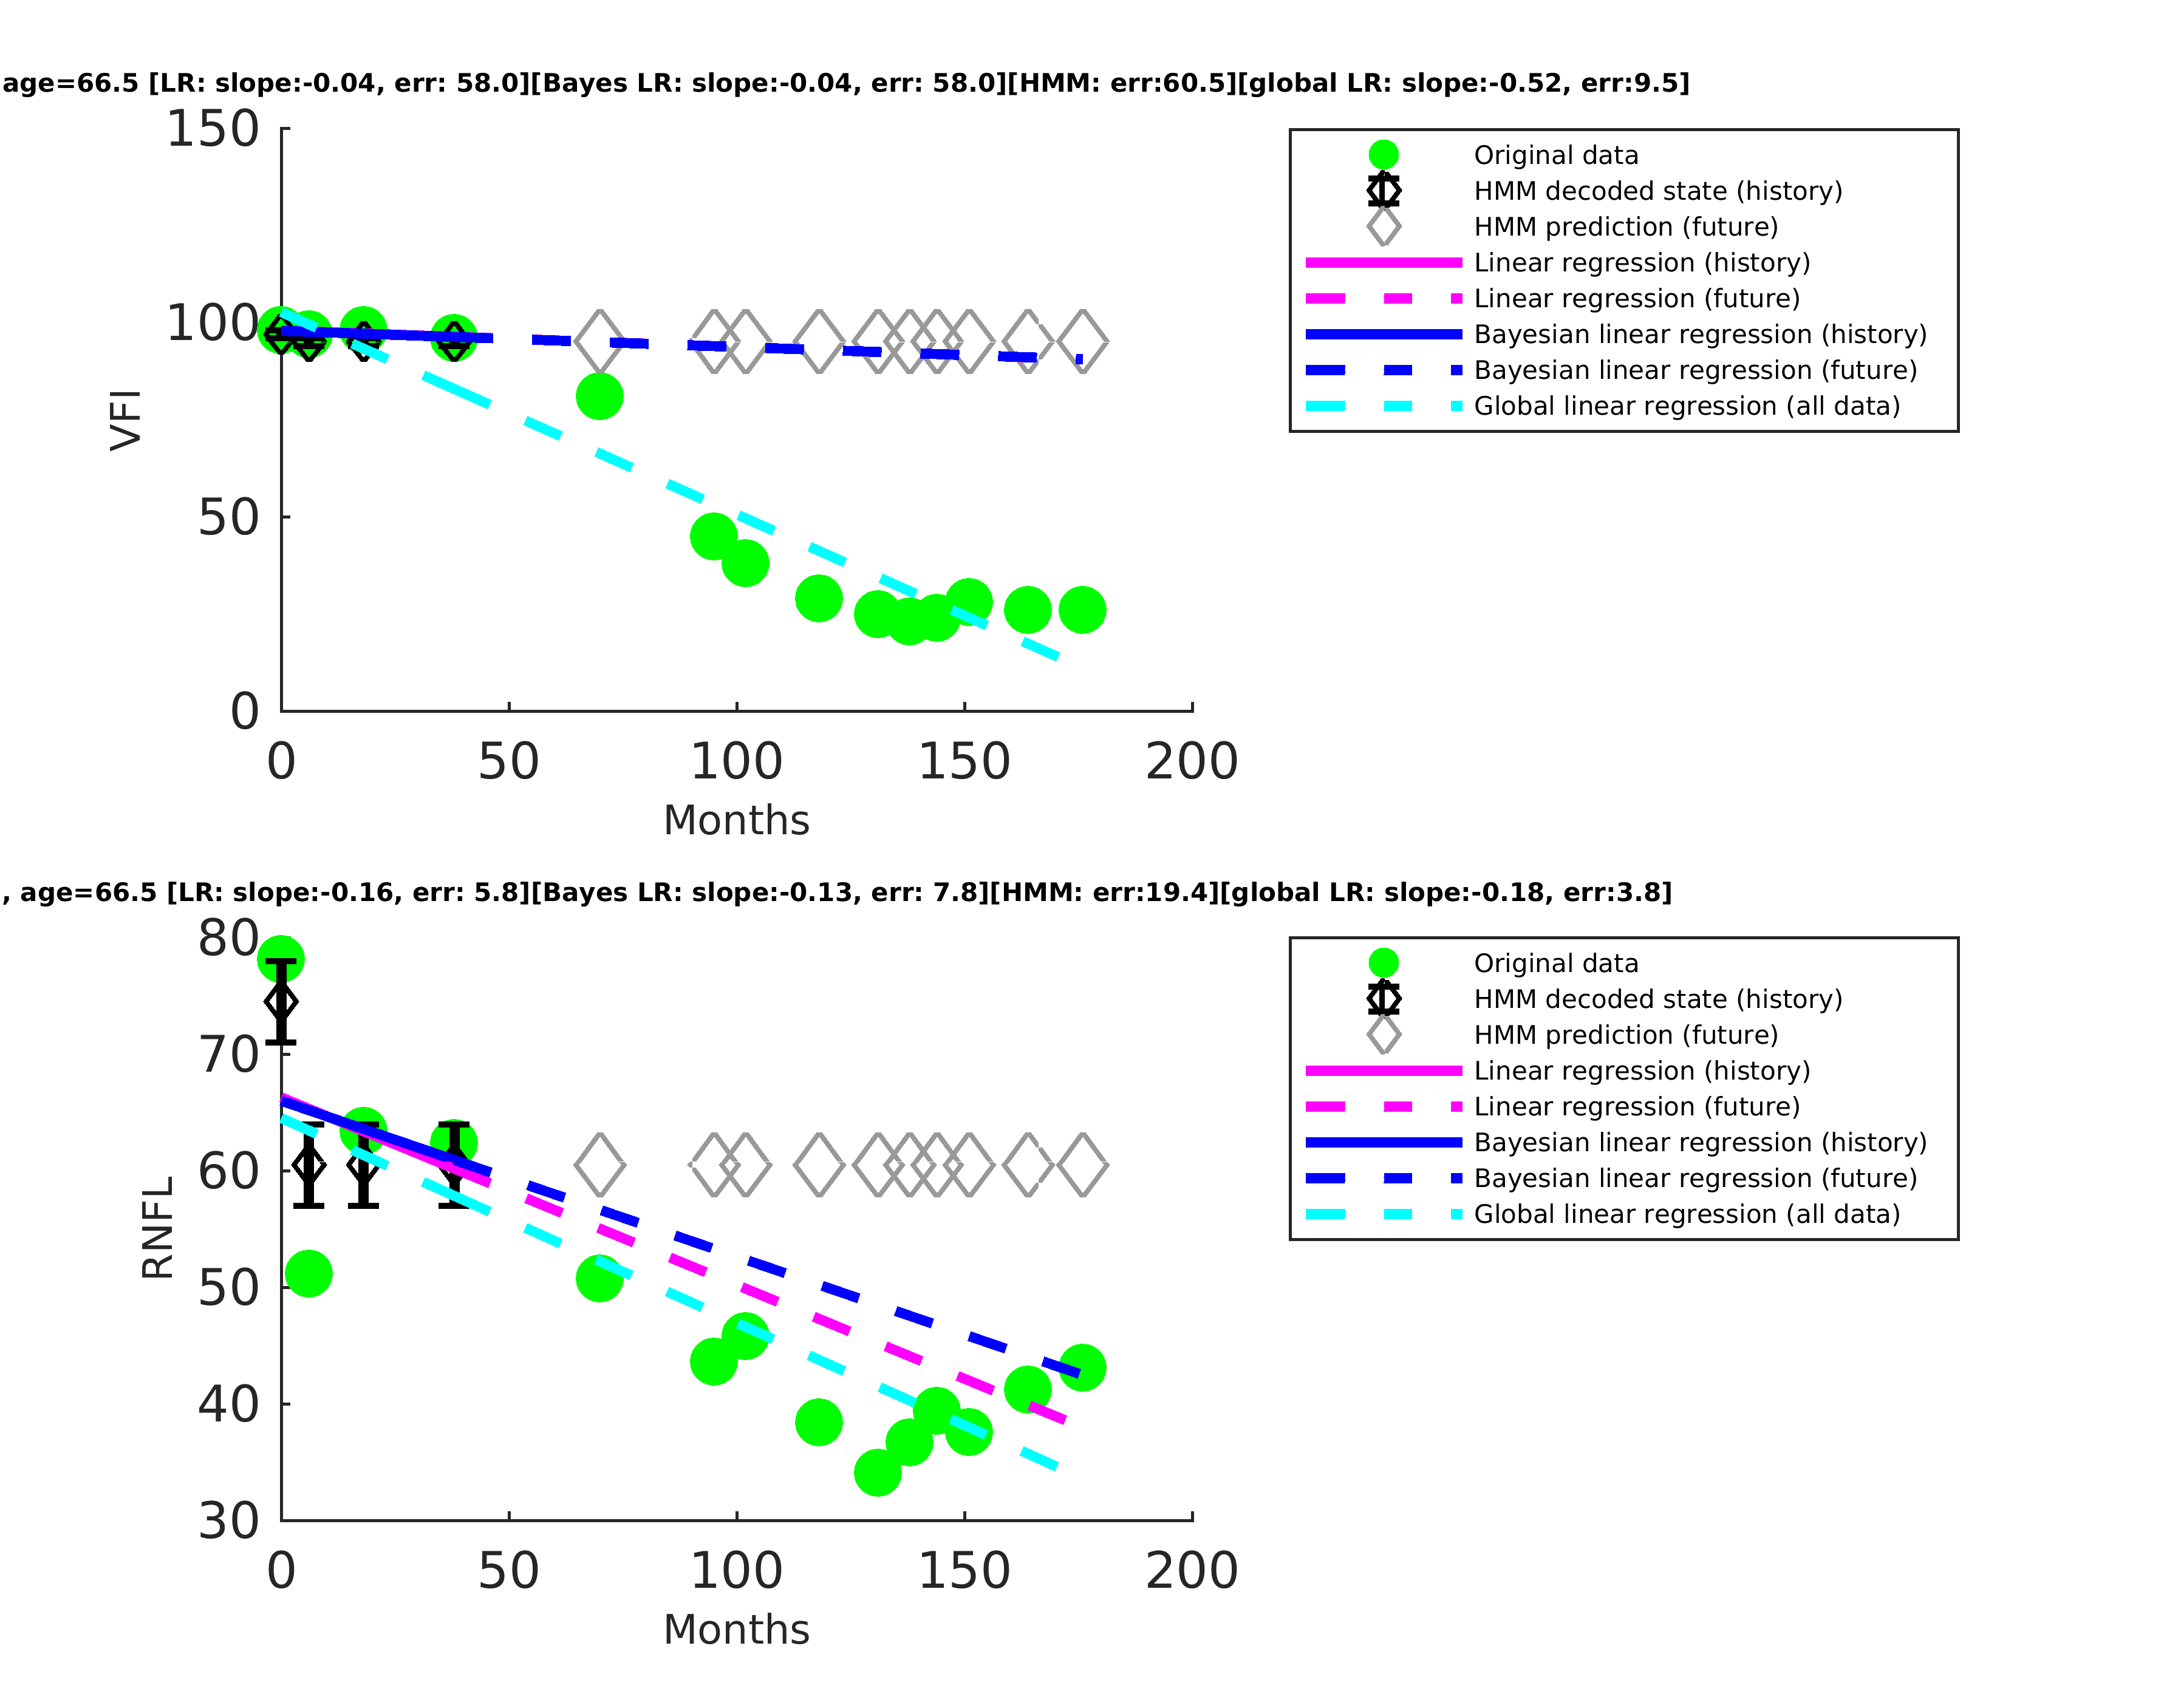 age=66.5 [LR: slope:-0.04, err: 58.0][Bayes LR: slope:-0.04, err: 58.0][HMM: err:60.5][global LR: slope:-0.52, err:9.5]
150
100
50
0
VFI
0 50 100 150 200
Months
Original data
HMM decoded state (history)
HMM prediction (future)
Linear regression (history)
Linear regression (future)
Bayesian linear regression (history)
Bayesian linear regression (future)
Global linear regression (all data)
, age=66.5 [LR: slope:-0.16, err: 5.8][Bayes LR: slope:-0.13, err: 7.8][HMM: err:19.4][global LR: slope:-0.18, err:3.8]
80
70
60
50
40
30
RNFL
0 50 100 150 200
Months
Original data
HMM decoded state (history)
HMM prediction (future)
Linear regression (history)
Linear regression (future)
Bayesian linear regression (history)
Bayesian linear regression (future)
Global linear regression (all data)